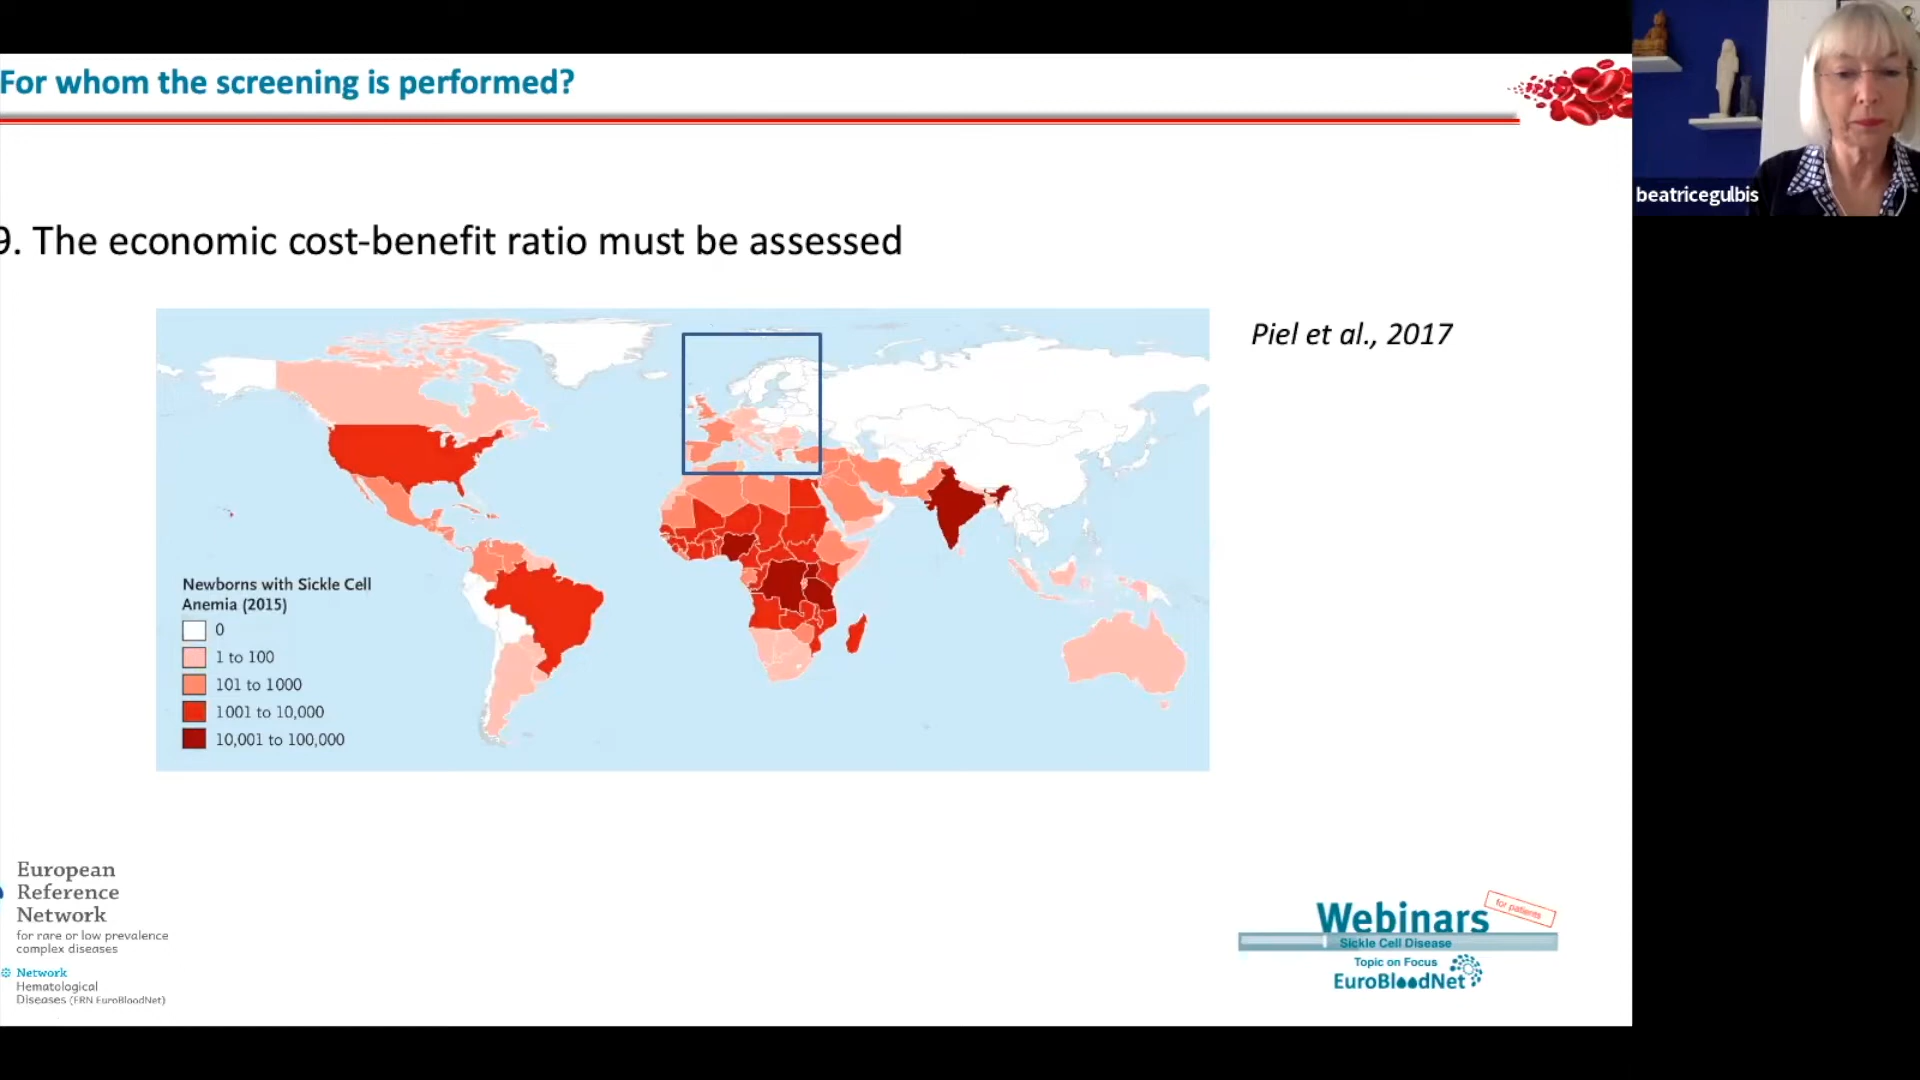 For whom the screening is performed?
beatricegulbis
9. The economic cost-benefit ratio must be assessed
Piel et al., 2017
Newborns with Sickle Cell
Anemia (2015)
0
1 to 100
101 to 1000
1001 to 10,000
10,001 to 100,000
European
Reference
Network
for rare or low prevalence
complex diseases
Network
Hematological
Diseases (ERN EuroBloodNet)
Webinars
for patients
Sickle Cell Disease
Topic on Focus
EuroBloodNet